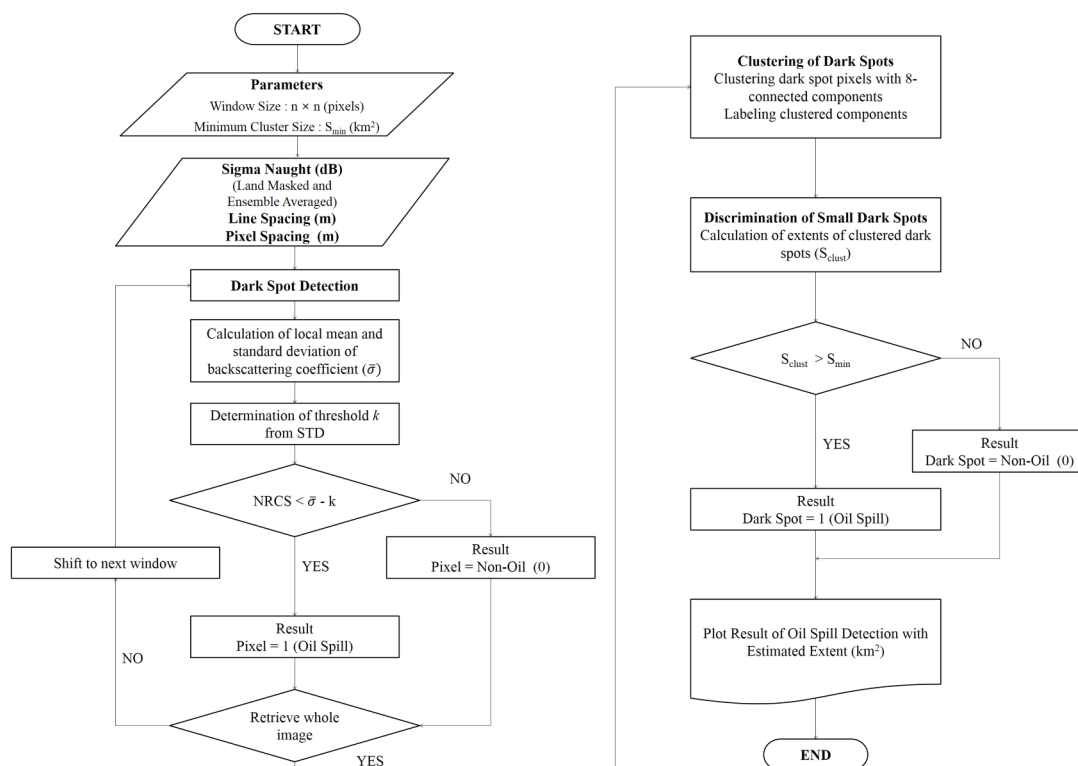 START
Parameters
Window Size : n × n (pixels)
Minimum Cluster Size : Smin (km²)
Sigma Naught (dB)
(Land Masked and
Ensemble Averaged)
Line Spacing (m)
Pixel Spacing (m)
Dark Spot Detection
Calculation of local mean and
standard deviation of
backscattering coefficient (σ̄)
Determination of threshold k
from STD
NRCS < σ̄ - k
NO
YES
Shift to next window
Result
Pixel = Non-Oil (0)
Result
Pixel = 1 (Oil Spill)
NO
Retrieve whole
image
YES
Clustering of Dark Spots
Clustering dark spot pixels with 8-
connected components
Labeling clustered components
Discrimination of Small Dark Spots
Calculation of extents of clustered dark
spots (Sclust)
Sclust > Smin
NO
YES
Result
Dark Spot = Non-Oil (0)
Result
Dark Spot = 1 (Oil Spill)
Plot Result of Oil Spill Detection with
Estimated Extent (km²)
END